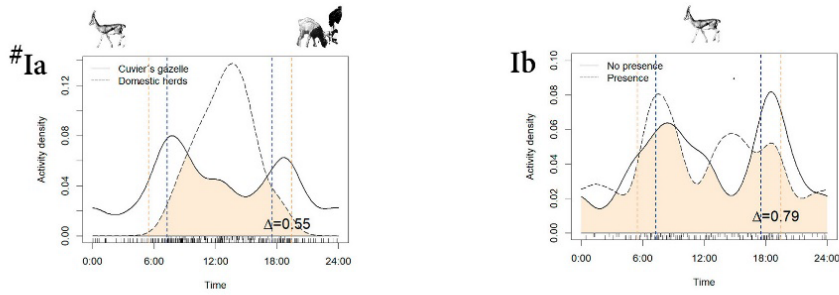 #Ia
Cuvier's gazelle
Domestic herds
Activity density
0.00
0.04
0.08
0.12
Δ=0.55
0:00
6:00
12:00
18:00
24:00
Time
Ib
No presence
Presence
Activity density
0.00
0.02
0.04
0.06
0.08
0.10
Δ=0.79
0:00
6:00
12:00
18:00
24:00
Time